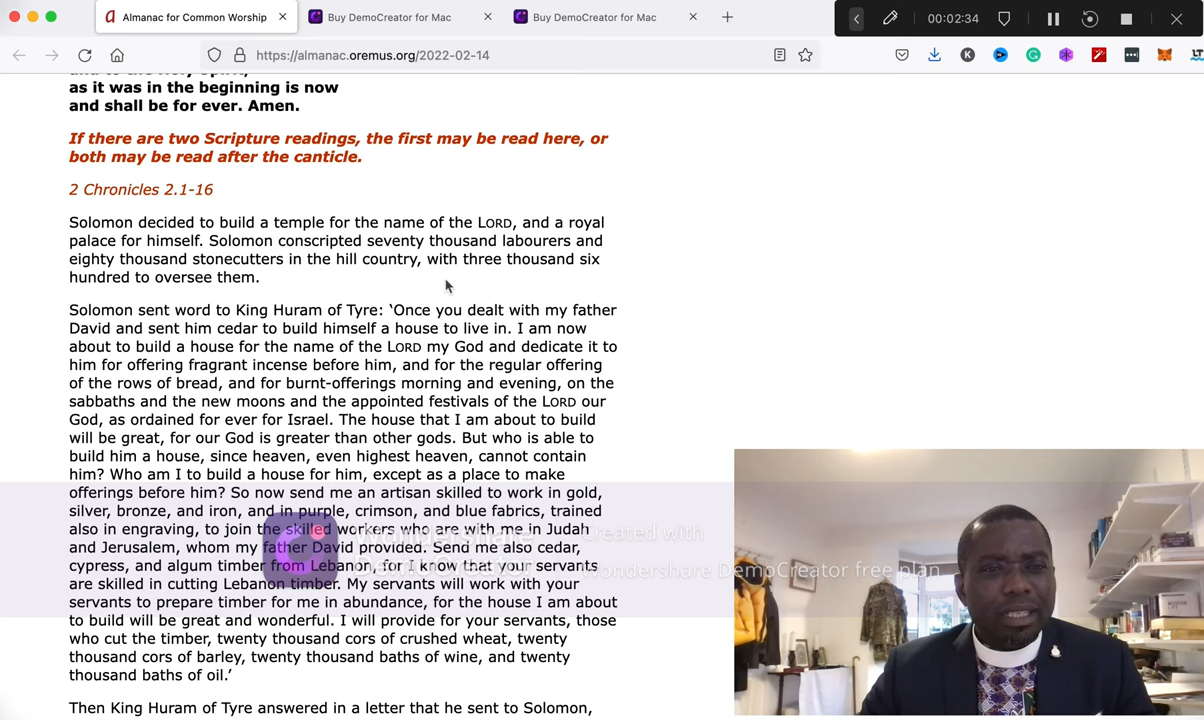 Almanac for Common Worship
Buy DemoCreator for Mac
Buy DemoCreator for Mac
00:02:34
https://almanac.oremus.org/2022-02-14
and to the Holy Spirit,
as it was in the beginning is now
and shall be for ever. Amen.
If there are two Scripture readings, the first may be read here, or
both may be read after the canticle.
2 Chronicles 2.1-16
Solomon decided to build a temple for the name of the LORD, and a royal
palace for himself. Solomon conscripted seventy thousand labourers and
eighty thousand stonecutters in the hill country, with three thousand six
hundred to oversee them.
Solomon sent word to King Huram of Tyre: ‘Once you dealt with my father
David and sent him cedar to build himself a house to live in. I am now
about to build a house for the name of the LORD my God and dedicate it to
him for offering fragrant incense before him, and for the regular offering
of the rows of bread, and for burnt-offerings morning and evening, on the
sabbaths and the new moons and the appointed festivals of the LORD our
God, as ordained for ever for Israel. The house that I am about to build
will be great, for our God is greater than other gods. But who is able to
build him a house, since heaven, even highest heaven, cannot contain
him? Who am I to build a house for him, except as a place to make
offerings before him? So now send me an artisan skilled to work in gold,
silver, bronze, and iron, and in purple, crimson, and blue fabrics, trained
also in engraving, to join the skilled workers who are with me in Judah
and Jerusalem, whom my father David provided. Send me also cedar,
cypress, and algum timber from Lebanon, for I know that your servants
are skilled in cutting Lebanon timber. My servants will work with your
servants to prepare timber for me in abundance, for the house I am about
to build will be great and wonderful. I will provide for your servants, those
who cut the timber, twenty thousand cors of crushed wheat, twenty
thousand cors of barley, twenty thousand baths of wine, and twenty
thousand baths of oil.’
Then King Huram of Tyre answered in a letter that he sent to Solomon,
Wondershare
DemoCreator
Created with
Wondershare DemoCreator free plan